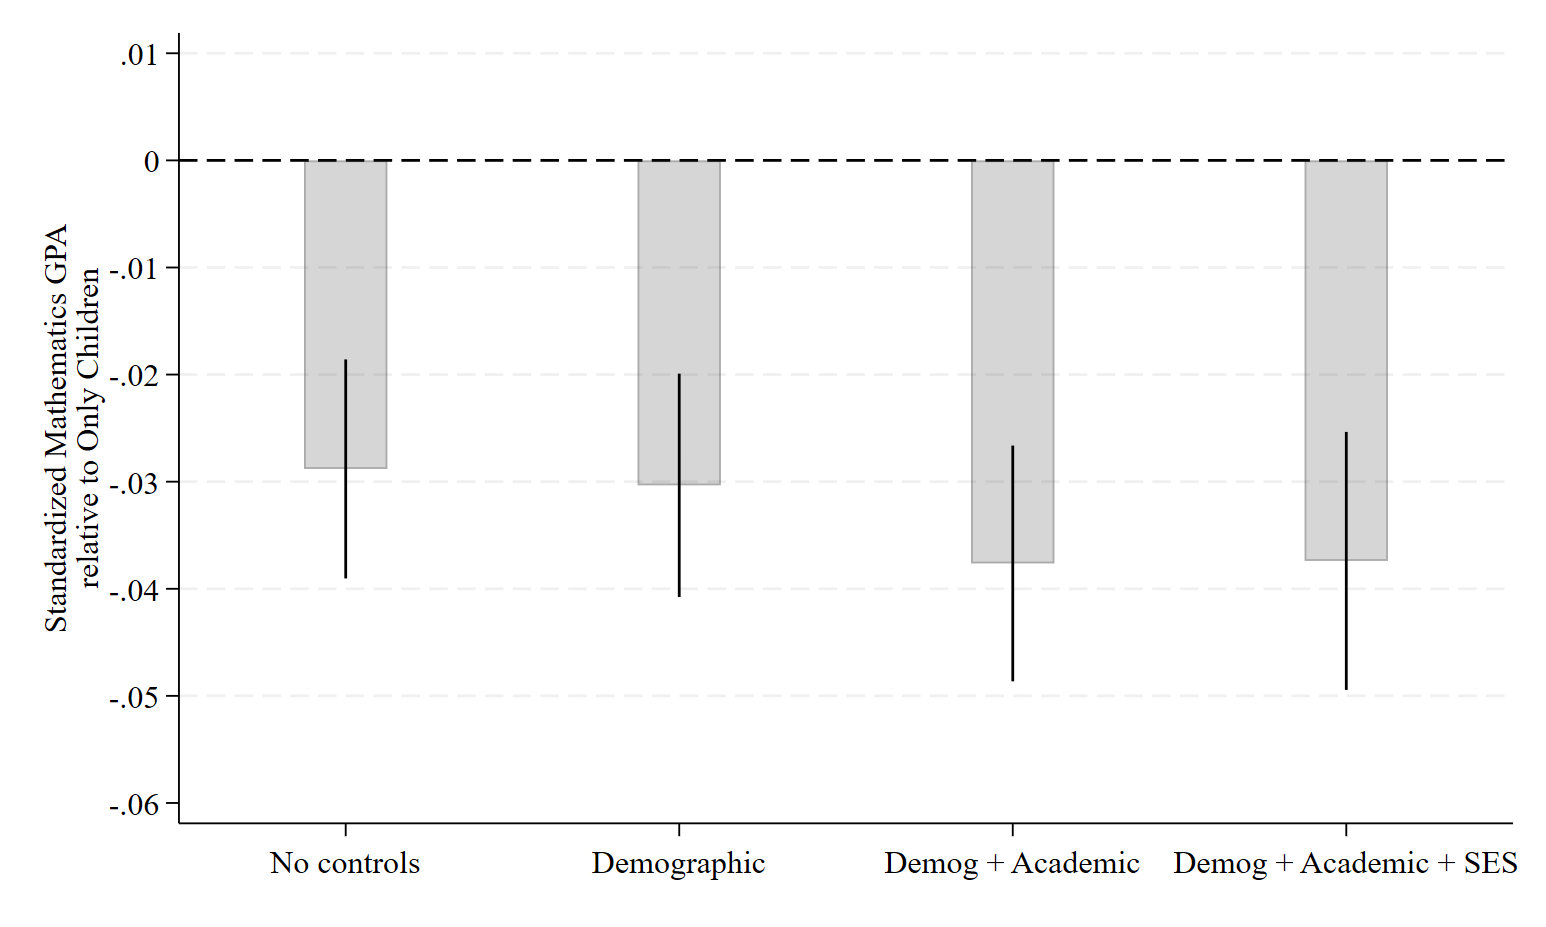 Standardized Mathematics GPA
relative to Only Children
.01
0
-.01
-.02
-.03
-.04
-.05
-.06
No controls
Demographic
Demog + Academic
Demog + Academic + SES